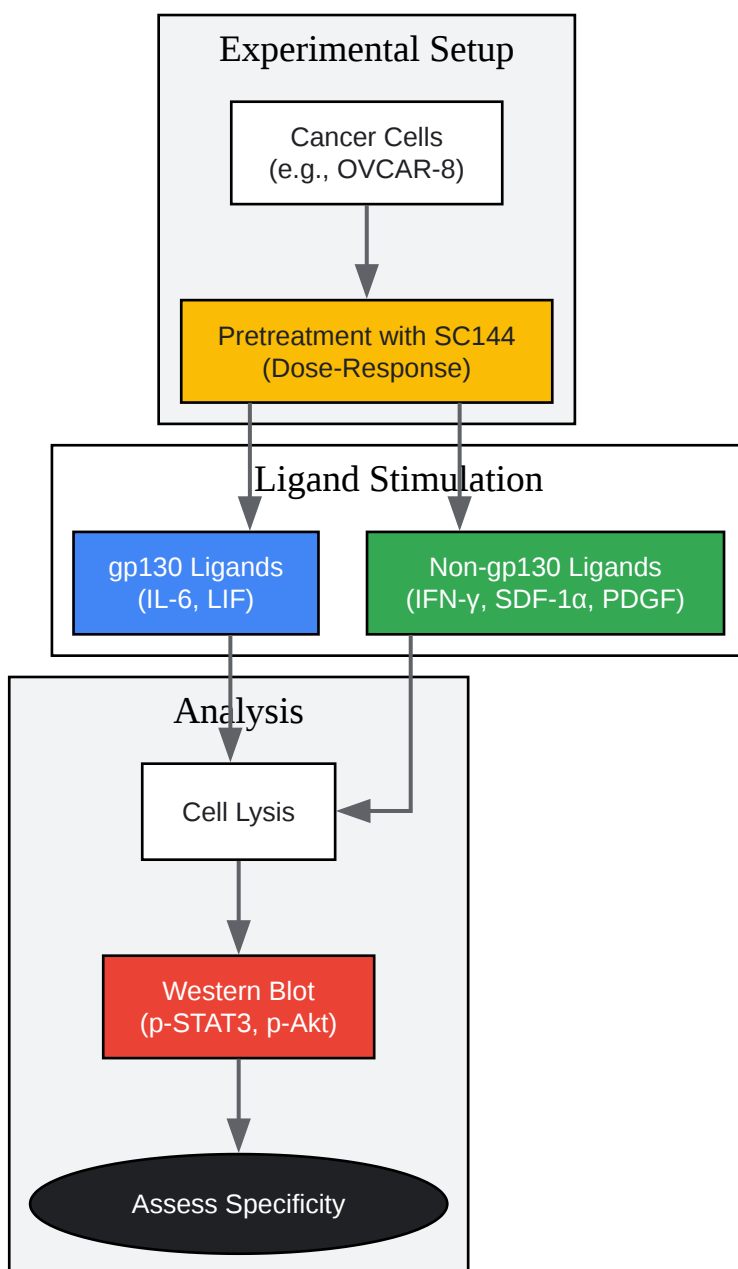 Experimental Setup
Cancer Cells
(e.g., OVCAR-8)
Pretreatment with SC144
(Dose-Response)
Ligand Stimulation
gp130 Ligands
(IL-6, LIF)
Non-gp130 Ligands
(IFN-γ, SDF-1α, PDGF)
Analysis
Cell Lysis
Western Blot
(p-STAT3, p-Akt)
Assess Specificity